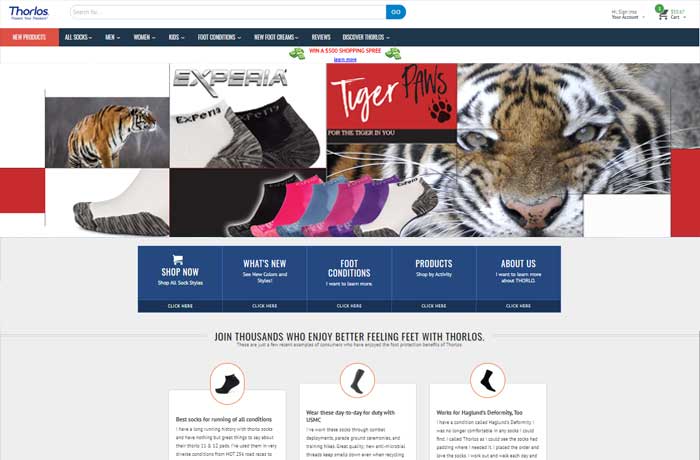 Thorlos
Search for...
GO
Hi, Sign Into
Your Account
1
$55.67
Cart
NEW PRODUCTS
ALL SOCKS
MEN
WOMEN
KIDS
FOOT CONDITIONS
NEW FOOT CREAMS
REVIEWS
DISCOVER THORLOS
WIN A $500 SHOPPING SPREE
learn more
EXPERIA
Experia
Experia
Tiger PAWS
FOR THE TIGER IN YOU
Experia
SHOP NOW
Shop All Sock Styles
CLICK HERE
WHAT'S NEW
See New Colors and
Styles!
CLICK HERE
FOOT
CONDITIONS
I want to learn more.
CLICK HERE
PRODUCTS
Shop by Activity
CLICK HERE
ABOUT US
I want to learn more
about THORLO.
CLICK HERE
JOIN THOUSANDS WHO ENJOY BETTER FEELING FEET WITH THORLOS.
These are just a few recent examples of consumers who have enjoyed the foot protection benefits of Thorlos
Best socks for running of all conditions
I have a long running history with thorlo socks
and have nothing but great things to say about
their thorlo 11 & 12 pads. I've used them in very
diverse conditions from HOT 25k road races to
Wear these day-to-day for duty with
USMC
I've worn these socks through combat
deployments, parade ground ceremonies, and
training hikes. Great quality; new anti-microbial
threads keep smells down even when recycling
Works for Haglund's Deformity, Too
I have a condition called Haglund's Deformity. I
was no longer comfortable in any socks I could
find. I called Thorlos as I could see the socks had
padding where I needed it. I placed the order and
love the socks. I work out and walk each day and